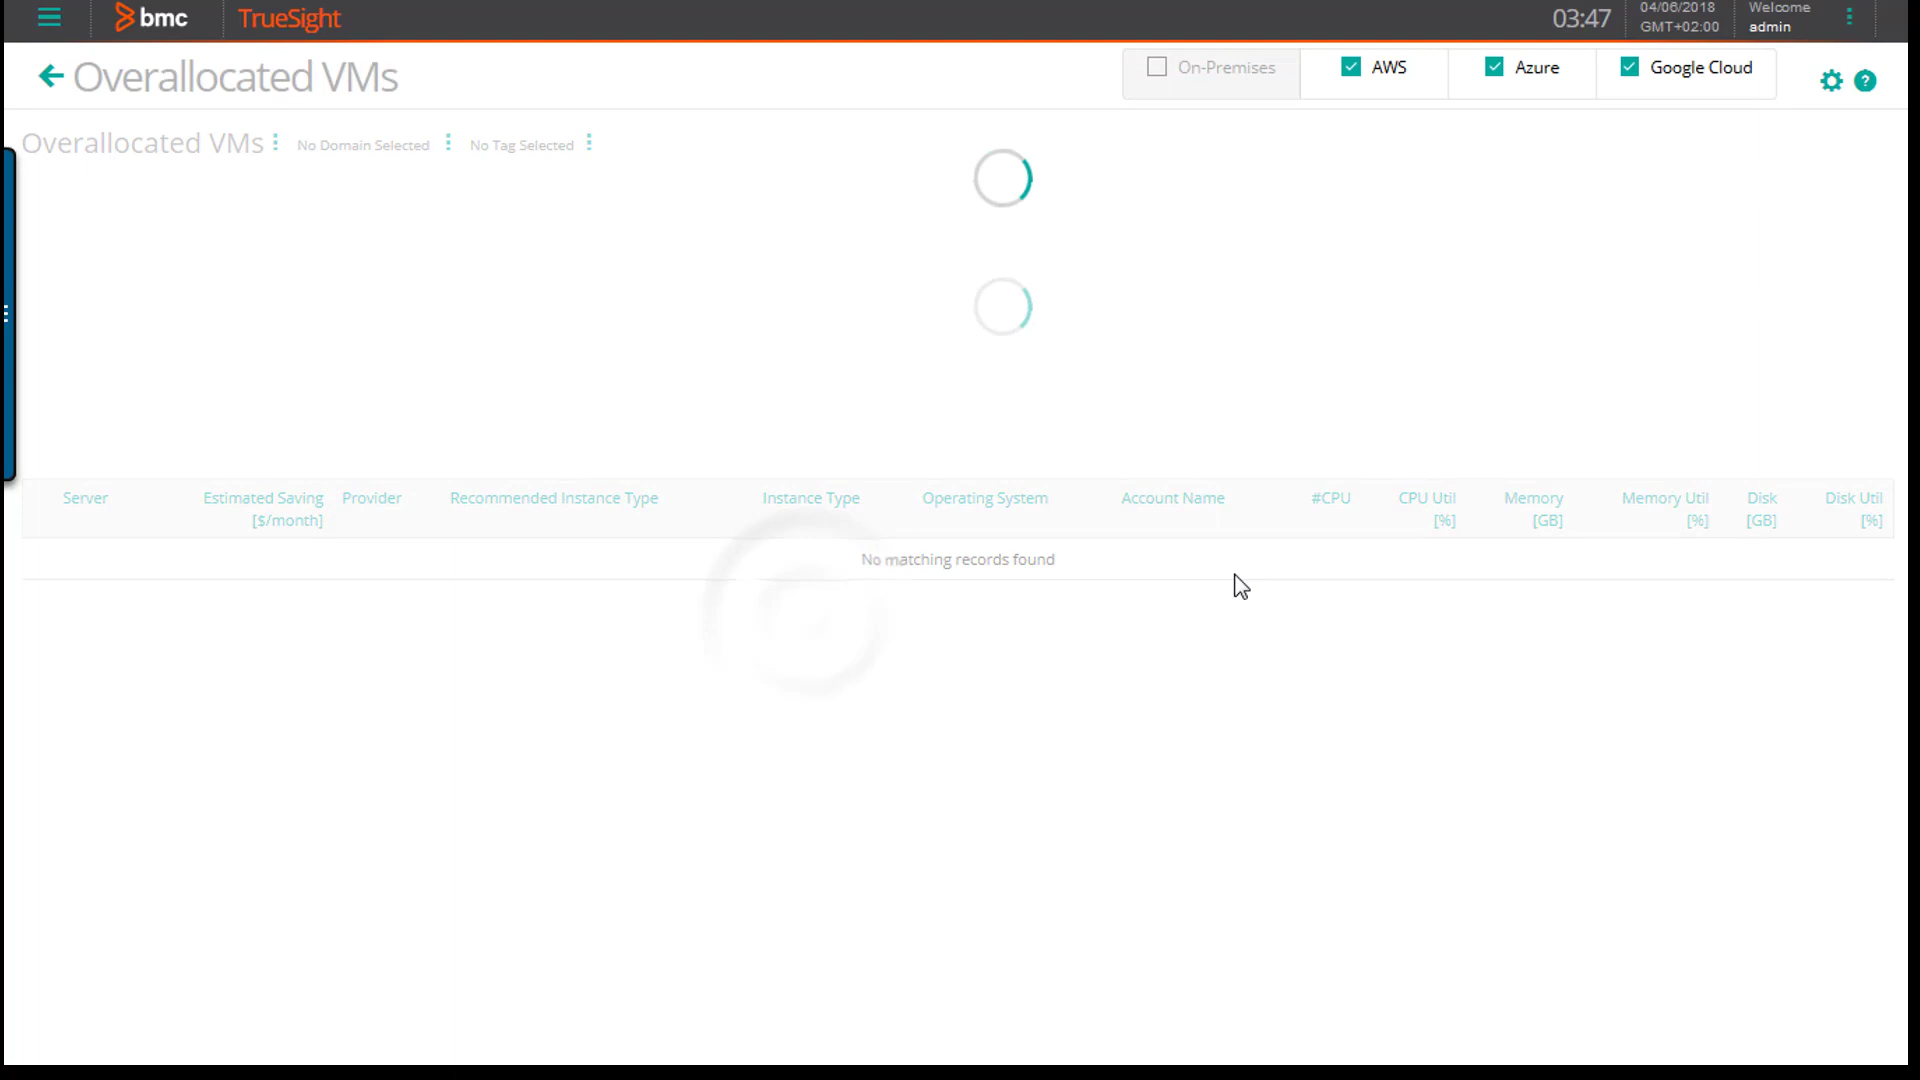 bmc
TrueSight
03:47
04/06/2018
GMT+02:00
Welcome
admin
Overallocated VMs
On-Premises
AWS
Azure
Google Cloud
?
Overallocated VMs
No Domain Selected
No Tag Selected
Server
Estimated Saving
[$/month]
Provider
Recommended Instance Type
Instance Type
Operating System
Account Name
#CPU
CPU Util
[%]
Memory
[GB]
Memory Util
[%]
Disk
[GB]
Disk Util
[%]
No matching records found